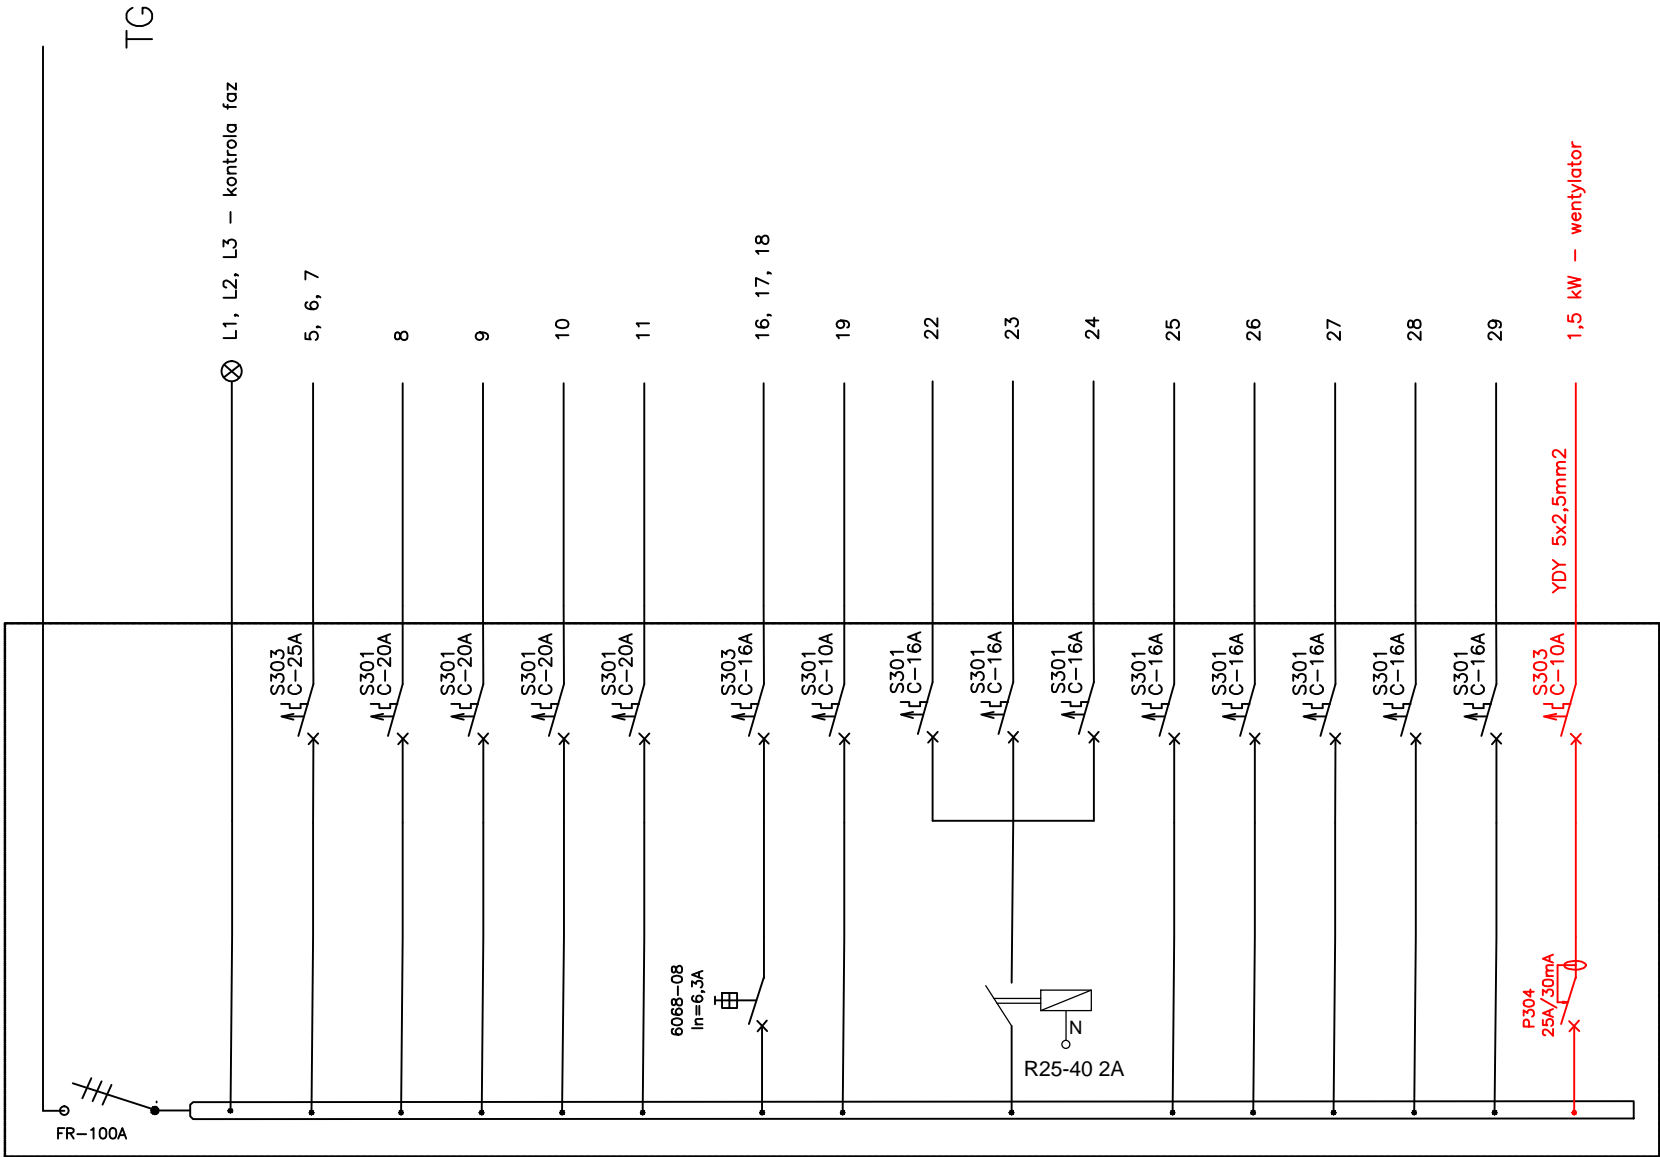 TG
L1, L2, L3 – kontrola faz
5, 6, 7
8
9
10
11
16, 17, 18
19
22
23
24
25
26
27
28
29
1,5 kW – wentylator
YDY 5x2,5mm2
S303
C–25A
S301
C–20A
S301
C–20A
S301
C–20A
S301
C–20A
S303
C–16A
S301
C–10A
S301
C–16A
S301
C–16A
S301
C–16A
S301
C–16A
S301
C–16A
S301
C–16A
S301
C–16A
S301
C–16A
S303
C–10A
6068–08
In=6,3A
N
R25-40 2A
P304
25A/30mA
FR–100A